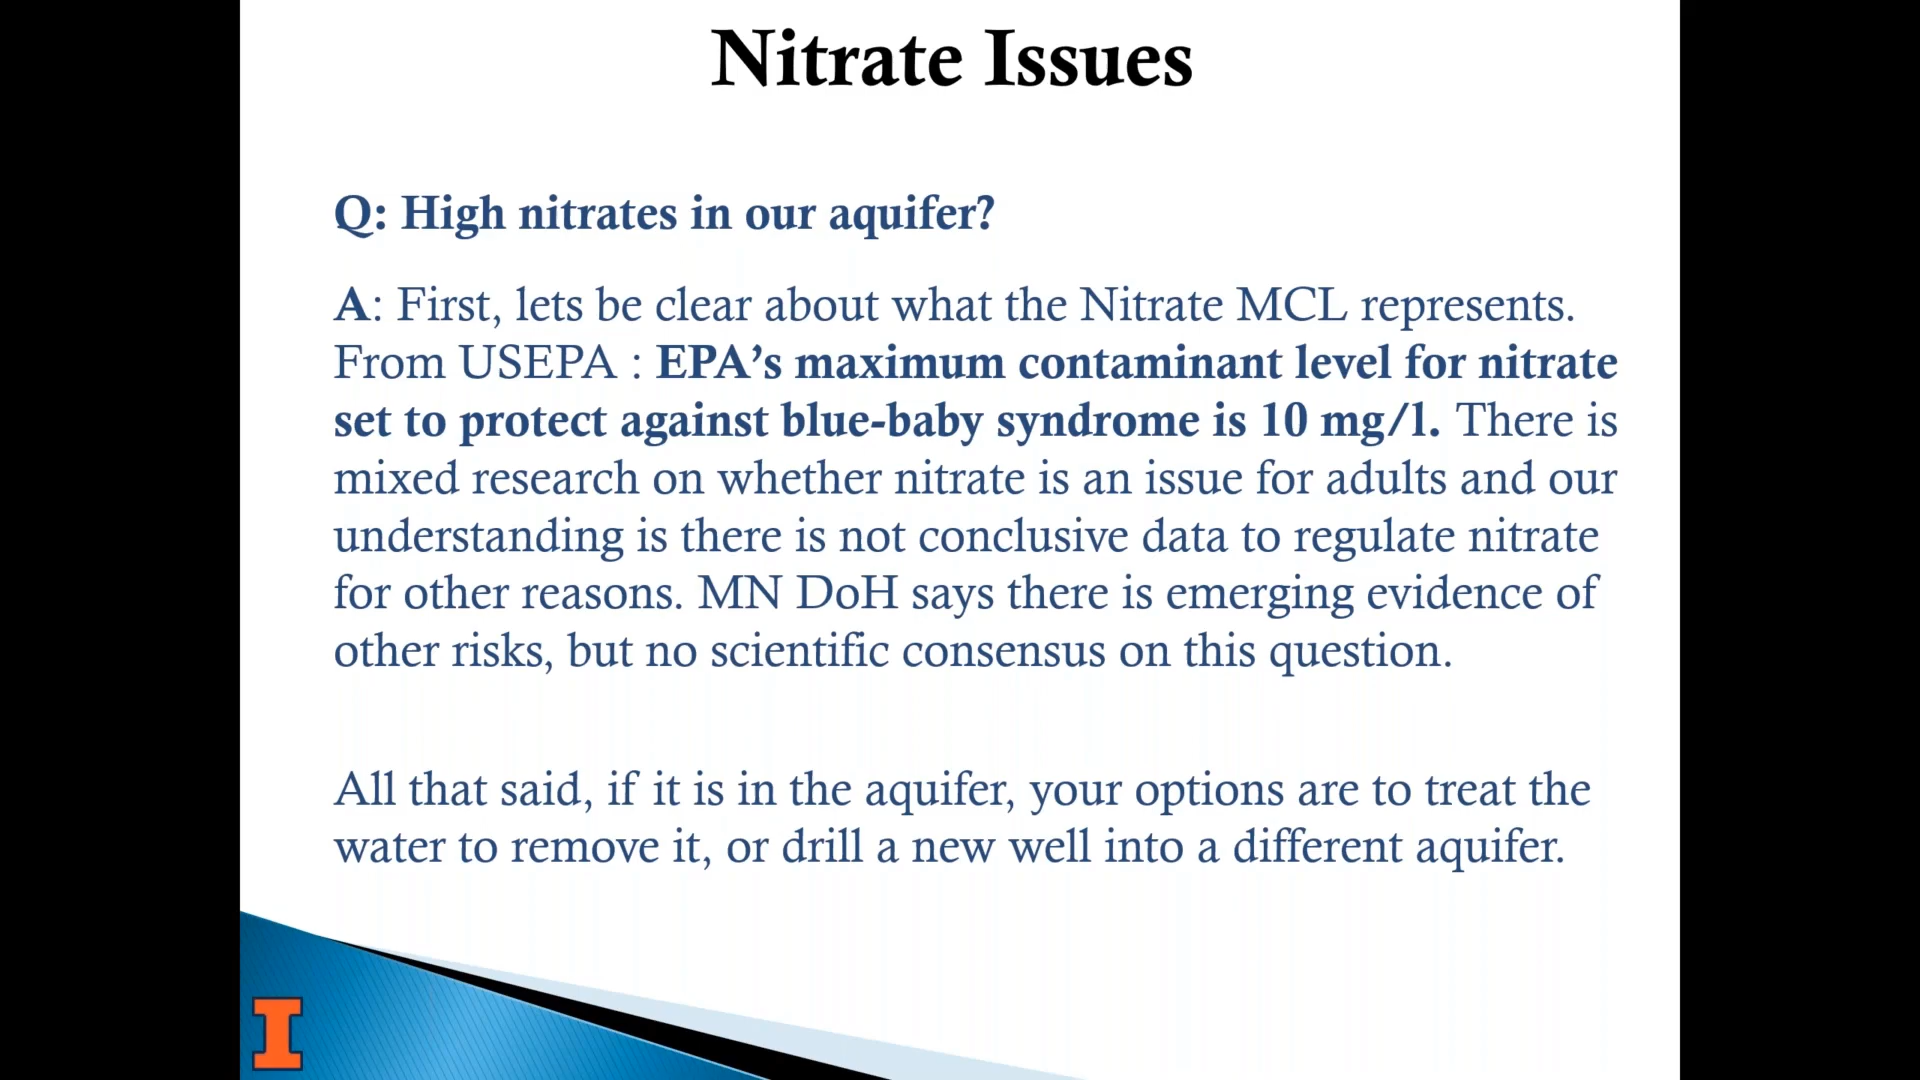 Nitrate Issues
Q: High nitrates in our aquifer?
A: First, lets be clear about what the Nitrate MCL represents.
From USEPA : EPA's maximum contaminant level for nitrate
set to protect against blue-baby syndrome is 10 mg/l. There is
mixed research on whether nitrate is an issue for adults and our
understanding is there is not conclusive data to regulate nitrate
for other reasons. MN DoH says there is emerging evidence of
other risks, but no scientific consensus on this question.
All that said, if it is in the aquifer, your options are to treat the
water to remove it, or drill a new well into a different aquifer.
I